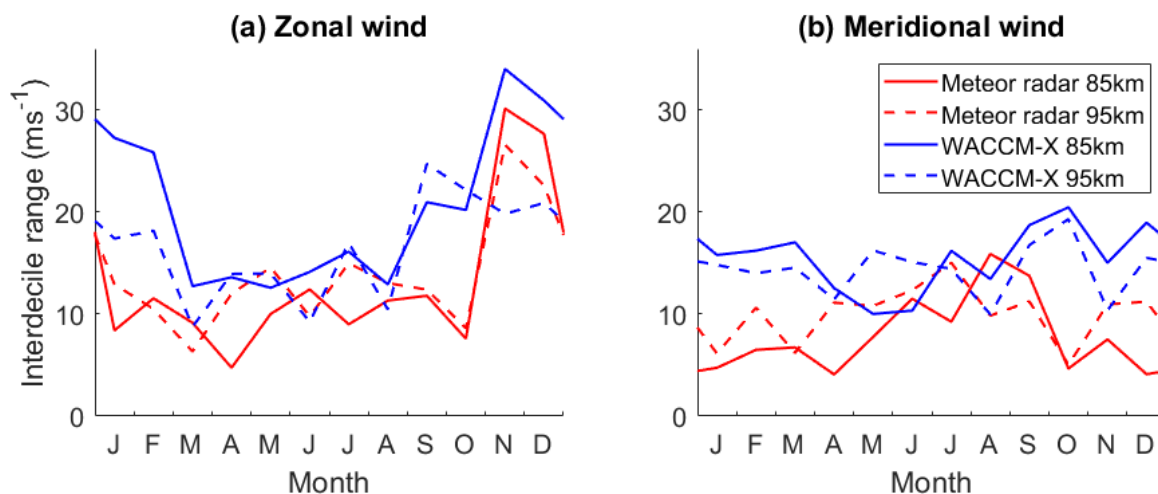 (a) Zonal wind
Interdecile range (ms-1)
30
20
10
0
J F M A M J J A S O N D
Month
(b) Meridional wind
Meteor radar 85km
Meteor radar 95km
WACCM-X 85km
WACCM-X 95km
30
20
10
0
J F M A M J J A S O N D
Month